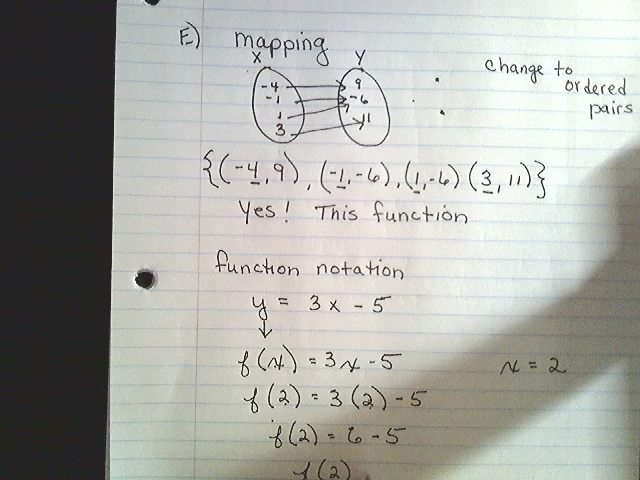 E) mapping
X Y
-4 9
-1 -6
1
3 11
change to
ordered
pairs
{(-4, 9), (-1, -6), (1, -6) (3, 11)}
Yes! This function
function notation
y = 3x - 5
f(x) = 3x - 5 x = 2
f(2) = 3(2) - 5
f(2) = 6 - 5
f(2)